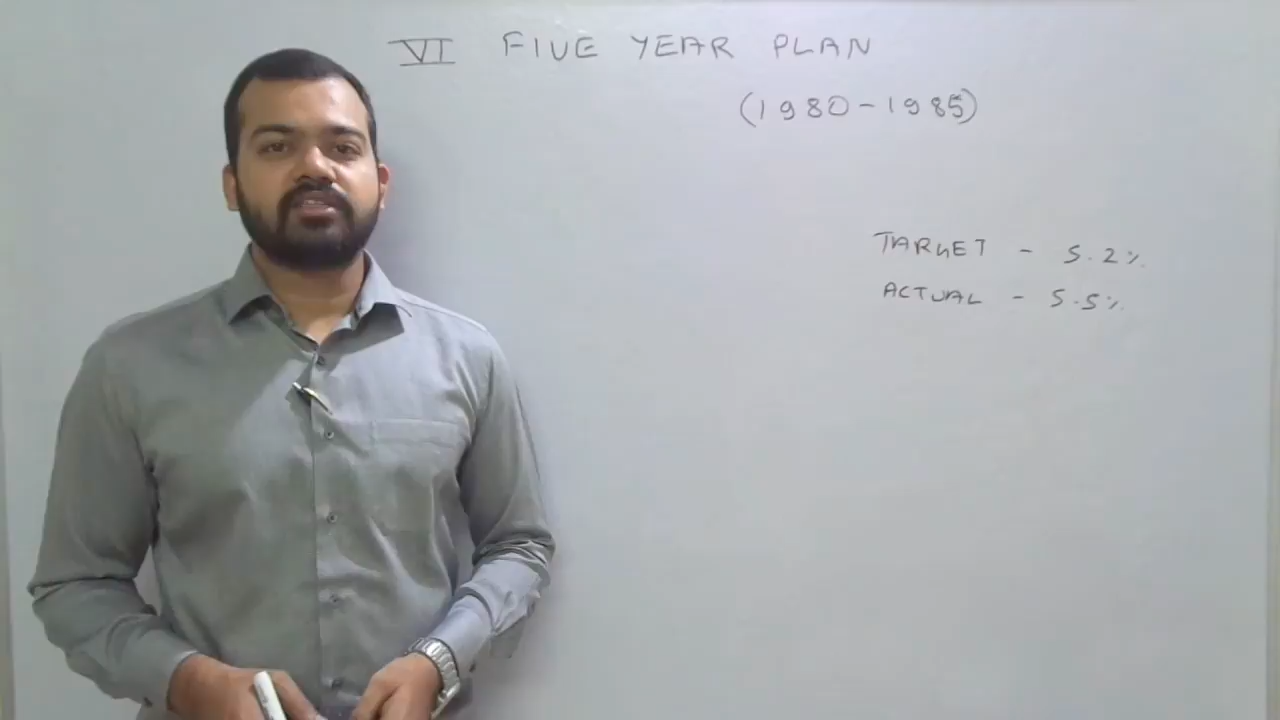 VI FIVE YEAR PLAN
(1980-1985)
TARGET - 5.2%
ACTUAL - 5.5%